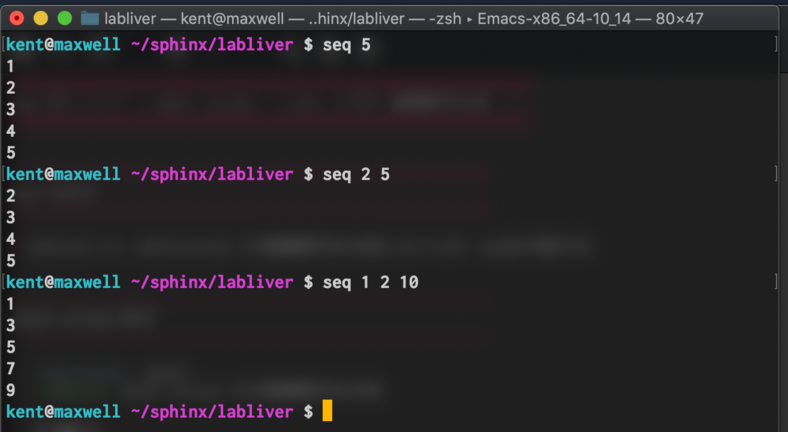 labliver — kent@maxwell — ..hinx/labliver — -zsh ▸ Emacs-x86_64-10_14 — 80×47
[kent@maxwell ~/sphinx/labliver $ seq 5 ]
1
2
3
4
5
[kent@maxwell ~/sphinx/labliver $ seq 2 5 ]
2
3
4
5
[kent@maxwell ~/sphinx/labliver $ seq 1 2 10 ]
1
3
5
7
9
kent@maxwell ~/sphinx/labliver $